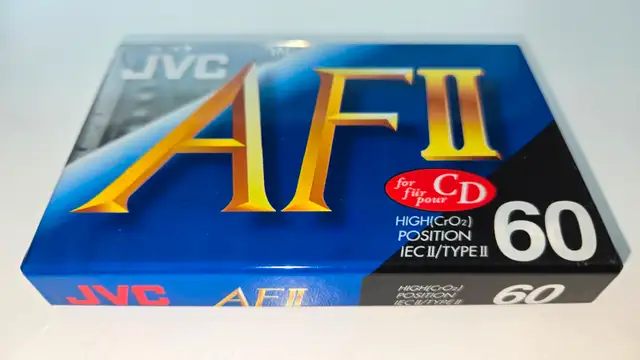 JVC
AFII
for
für
pour
CD
HIGH(CrO₂)
POSITION
IEC II/TYPE II
60
JVC
AFII
HIGH(CrO₂)
POSITION
IEC II/TYPE II
60